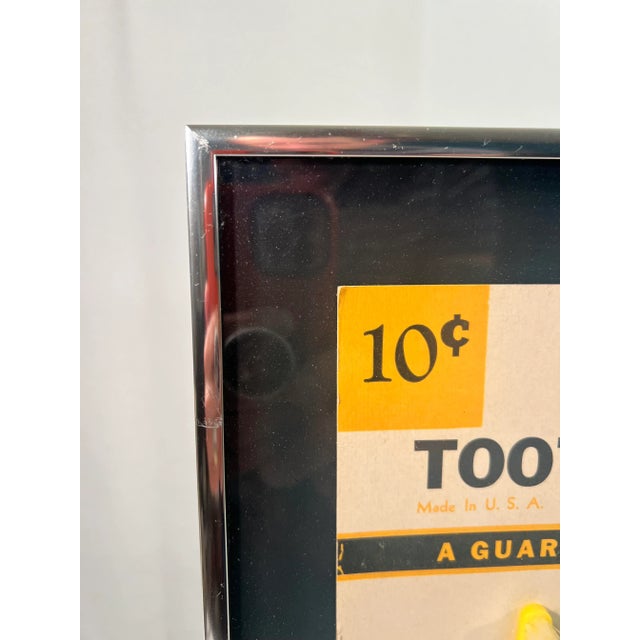 10¢
TOO
Made In U. S. A.
A GUAR